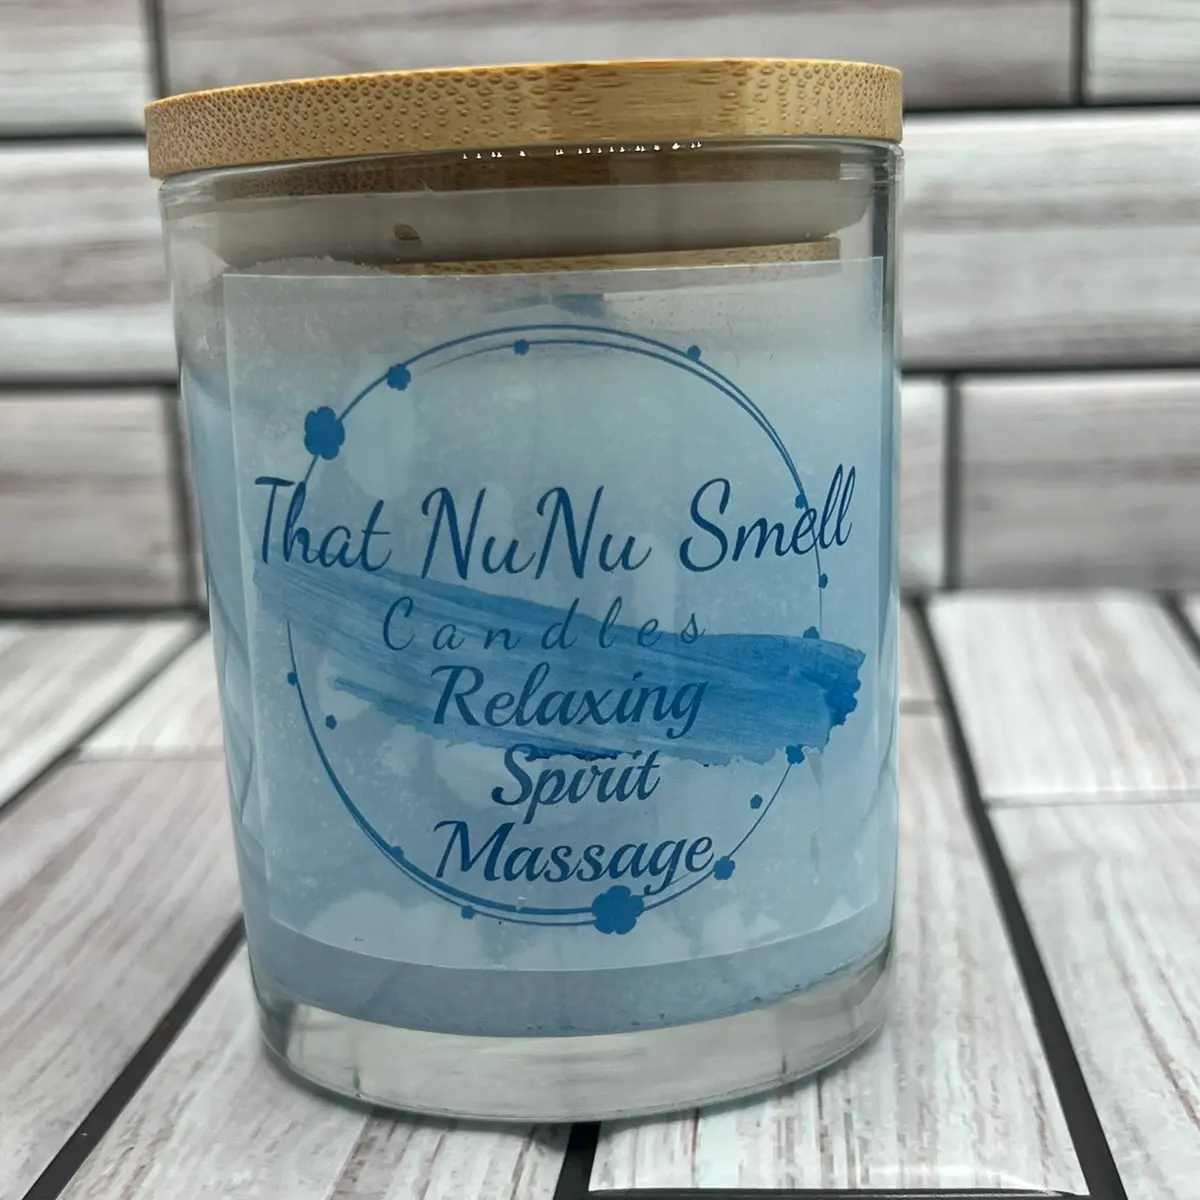 That NuNu Smell
Candles
Relaxing
Spirit
Massage